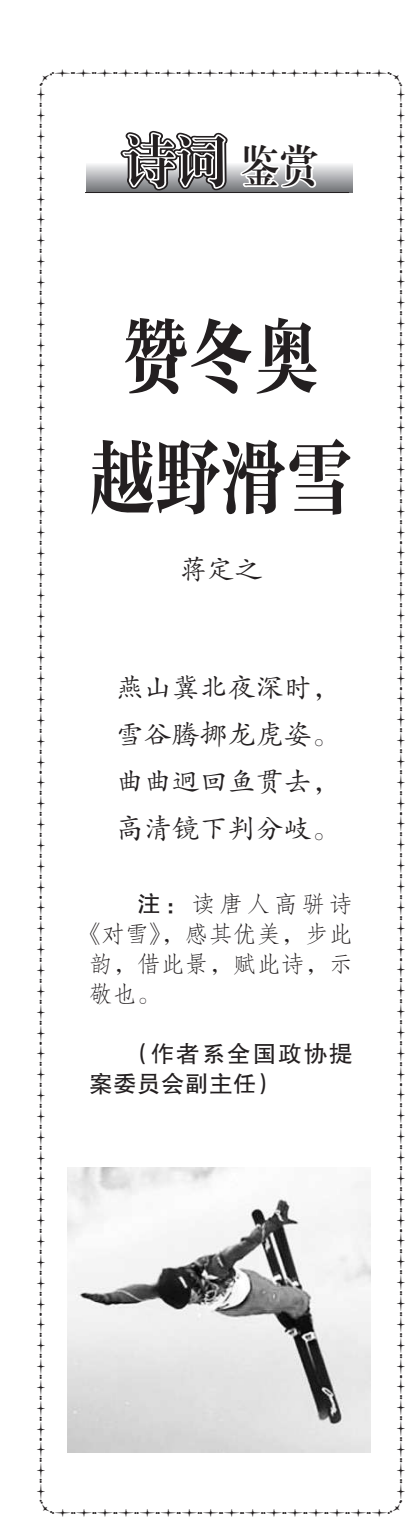 诗词 鉴赏
赞冬奥
越野滑雪
蒋定之
燕山冀北夜深时，
雪谷腾挪龙虎姿。
曲曲迥回鱼贯去，
高清镜下判分岐。
注：读唐人高骈诗
《对雪》，感其优美，步此
韵，借此景，赋此诗，示
敬也。
（作者系全国政协提
案委员会副主任）